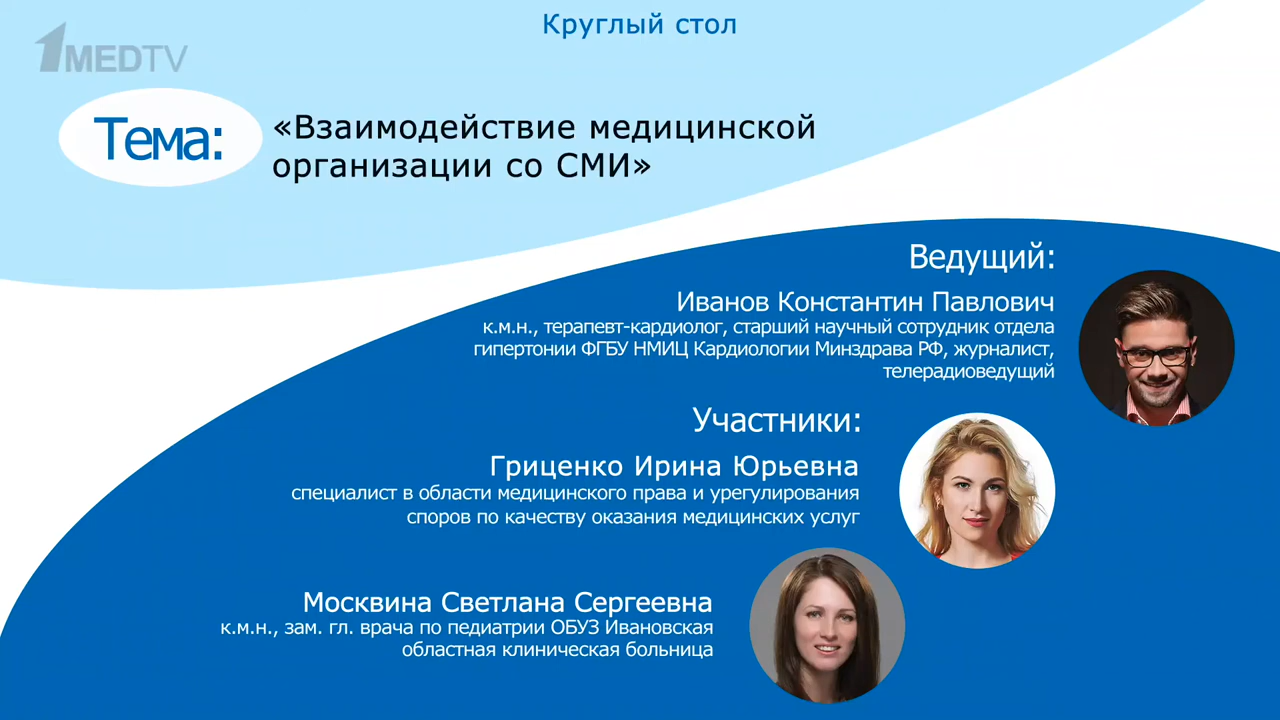 Круглый стол
1MEDTV
Тема:
«Взаимодействие медицинской
организации со СМИ»
Ведущий:
Иванов Константин Павлович
к.м.н., терапевт-кардиолог, старший научный сотрудник отдела
гипертонии ФГБУ НМИЦ Кардиологии Минздрава РФ, журналист,
телерадиоведущий
Участники:
Гриценко Ирина Юрьевна
специалист в области медицинского права и урегулирования
споров по качеству оказания медицинских услуг
Москвина Светлана Сергеевна
к.м.н., зам. гл. врача по педиатрии ОБУЗ Ивановская
областная клиническая больница